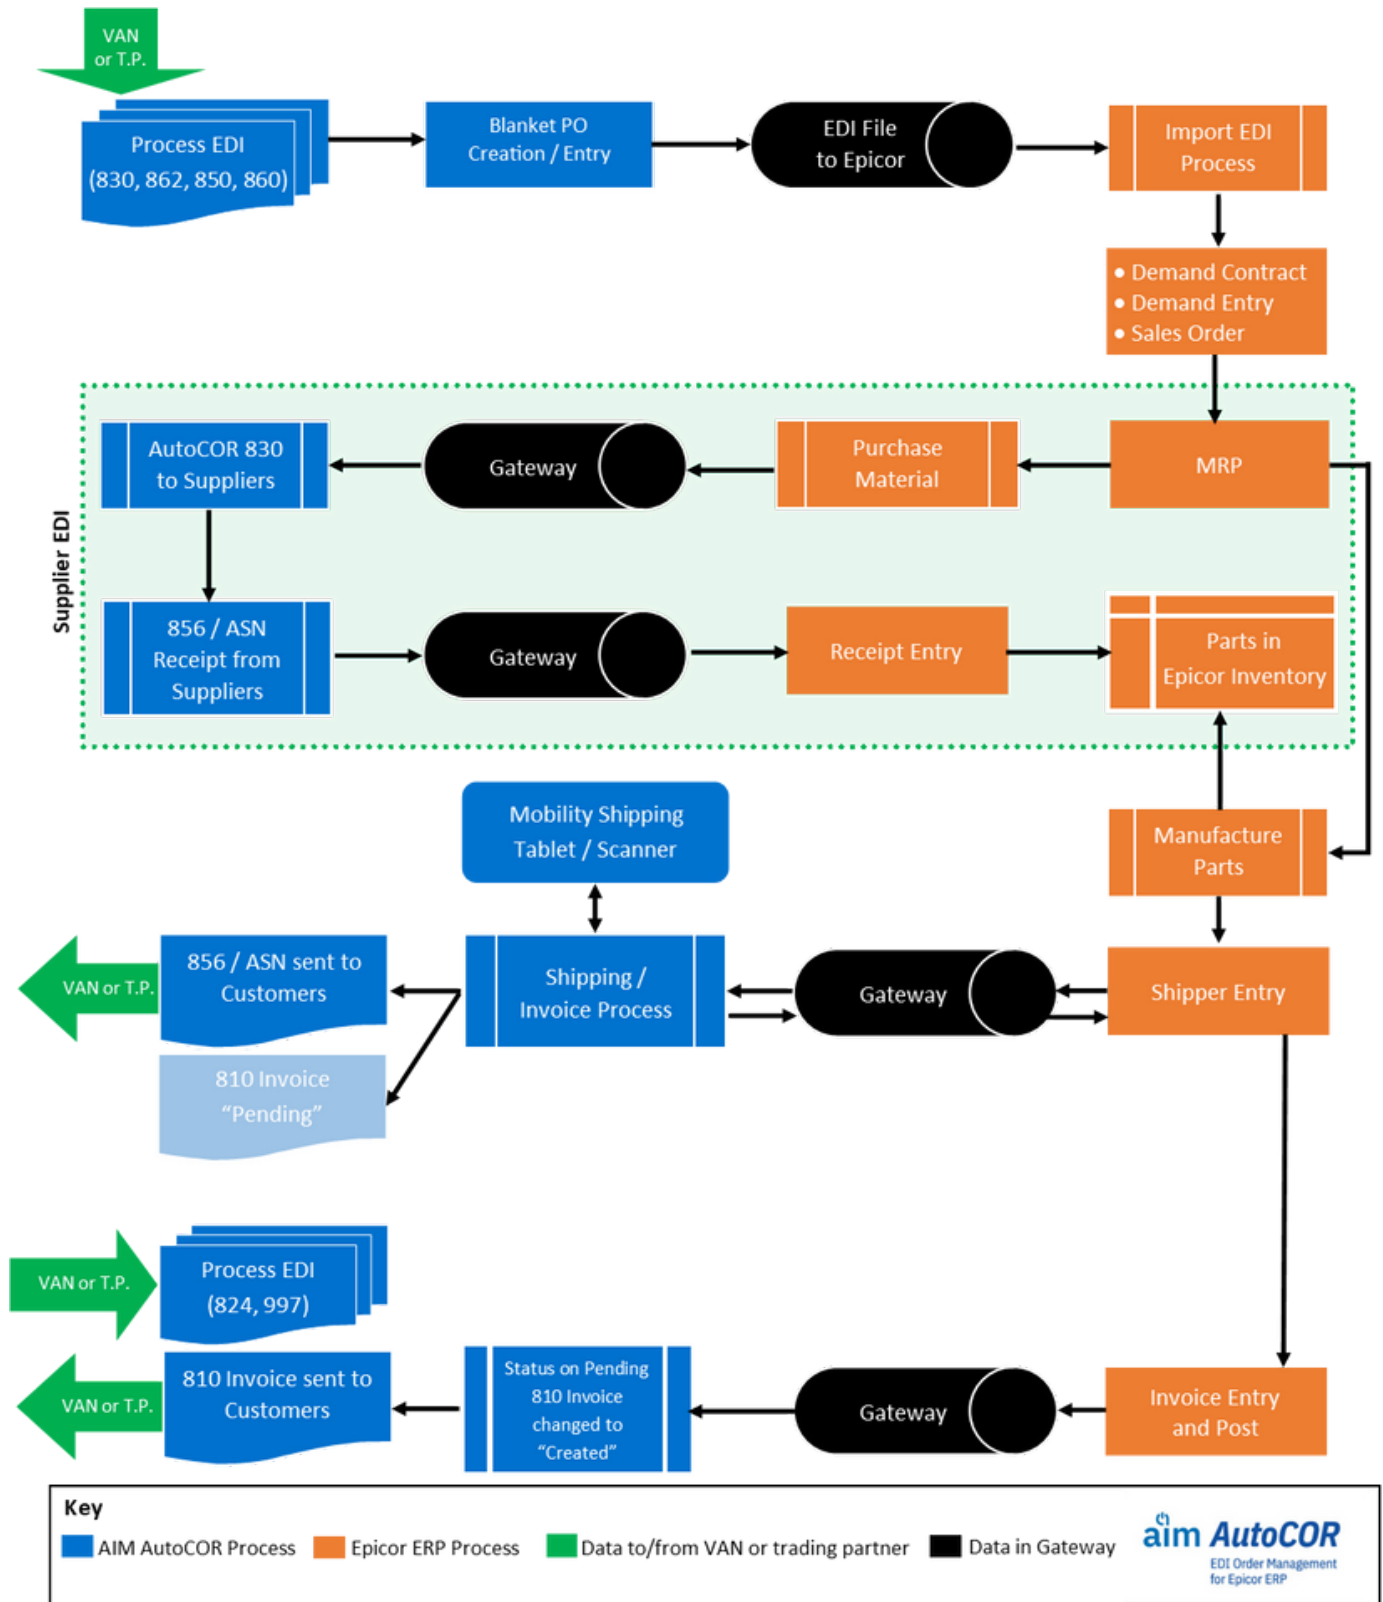 VAN
or T.P.
Process EDI
(830, 862, 850, 860)
Blanket PO
Creation / Entry
EDI File
to Epicor
Import EDI
Process
• Demand Contract
• Demand Entry
• Sales Order
Supplier EDI
AutoCOR 830
to Suppliers
Gateway
Purchase
Material
MRP
856 / ASN
Receipt from
Suppliers
Gateway
Receipt Entry
Parts in
Epicor Inventory
Mobility Shipping
Tablet / Scanner
Manufacture
Parts
VAN or T.P.
856 / ASN sent to
Customers
Shipping /
Invoice Process
Gateway
Shipper Entry
810 Invoice
“Pending”
VAN or T.P.
Process EDI
(824, 997)
VAN or T.P.
810 Invoice sent to
Customers
Status on Pending
810 Invoice
changed to
“Created”
Gateway
Invoice Entry
and Post
Key
AIM AutoCOR Process
Epicor ERP Process
Data to/from VAN or trading partner
Data in Gateway
aim AutoCOR
EDI Order Management
for Epicor ERP